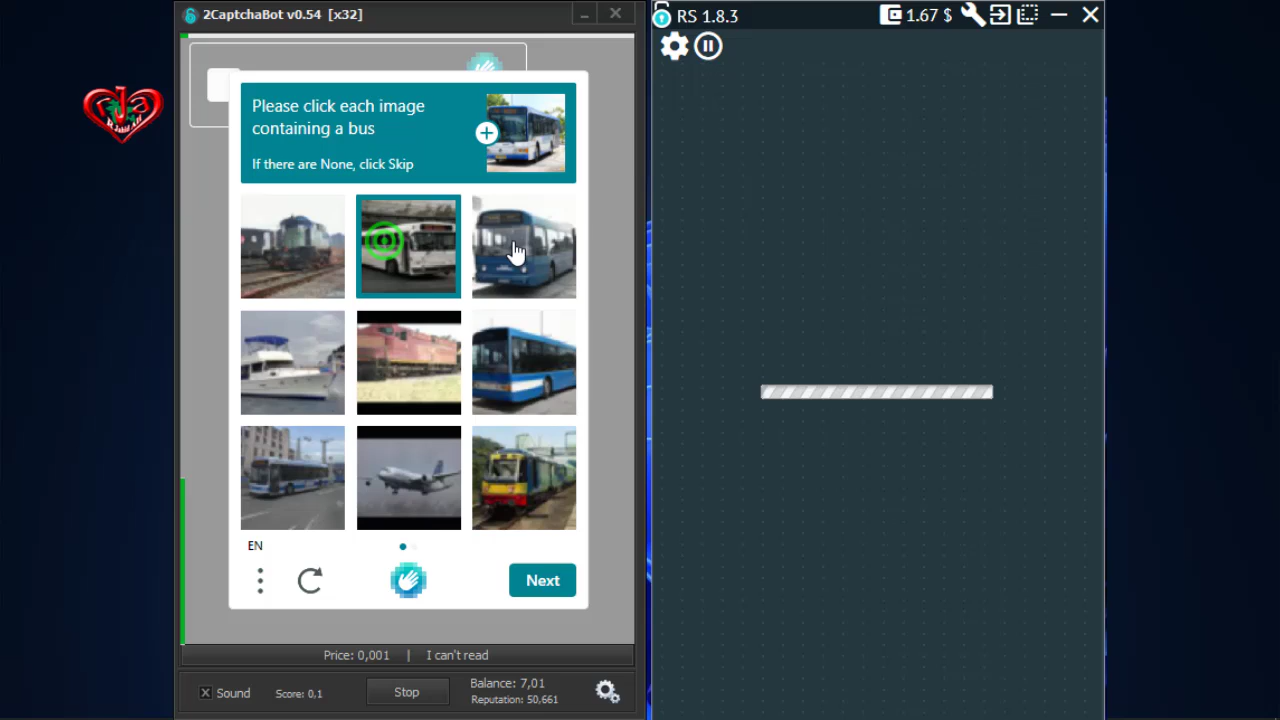 2CaptchaBot v0.54 [x32]
Please click each image
containing a bus
If there are None, click Skip
EN
Next
Price: 0,001 | I can't read
Sound
Score: 0,1
Stop
Balance: 7,01
Reputation: 50,661
RS 1.8.3
1.67 $